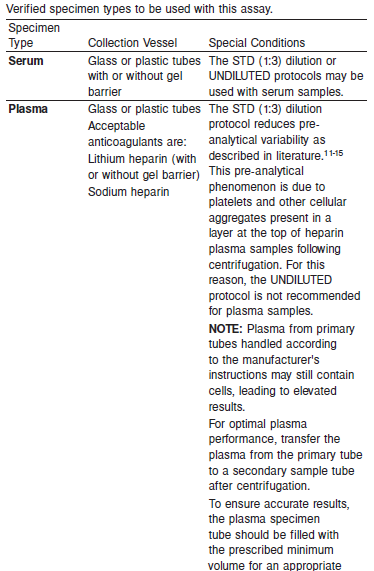 Verified specimen types to be used with this assay.
Specimen
Type Collection Vessel Special Conditions
Serum Glass or plastic tubes The STD (1:3) dilution or
with or without gel UNDILUTED protocols may be
barrier used with serum samples.
Plasma Glass or plastic tubes The STD (1:3) dilution
Acceptable protocol reduces pre-
anticoagulants are: analytical variability as
Lithium heparin (with described in literature.11-15
or without gel barrier) This pre-analytical
Sodium heparin phenomenon is due to
platelets and other cellular
aggregates present in a
layer at the top of heparin
plasma samples following
centrifugation. For this
reason, the UNDILUTED
protocol is not recommended
for plasma samples.
NOTE: Plasma from primary
tubes handled according
to the manufacturer's
instructions may still contain
cells, leading to elevated
results.
For optimal plasma
performance, transfer the
plasma from the primary tube
to a secondary sample tube
after centrifugation.
To ensure accurate results,
the plasma specimen
tube should be filled with
the prescribed minimum
volume for an appropriate